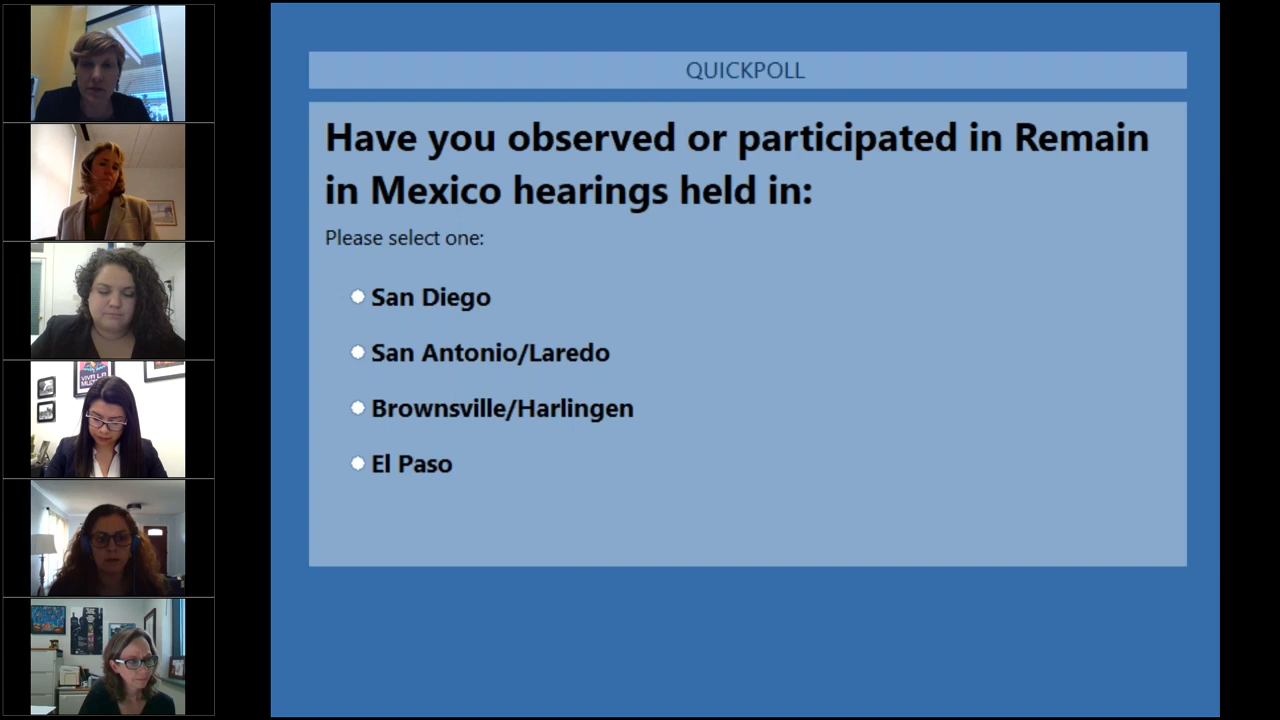 QUICKPOLL
Have you observed or participated in Remain
in Mexico hearings held in:
Please select one:
San Diego
San Antonio/Laredo
Brownsville/Harlingen
El Paso